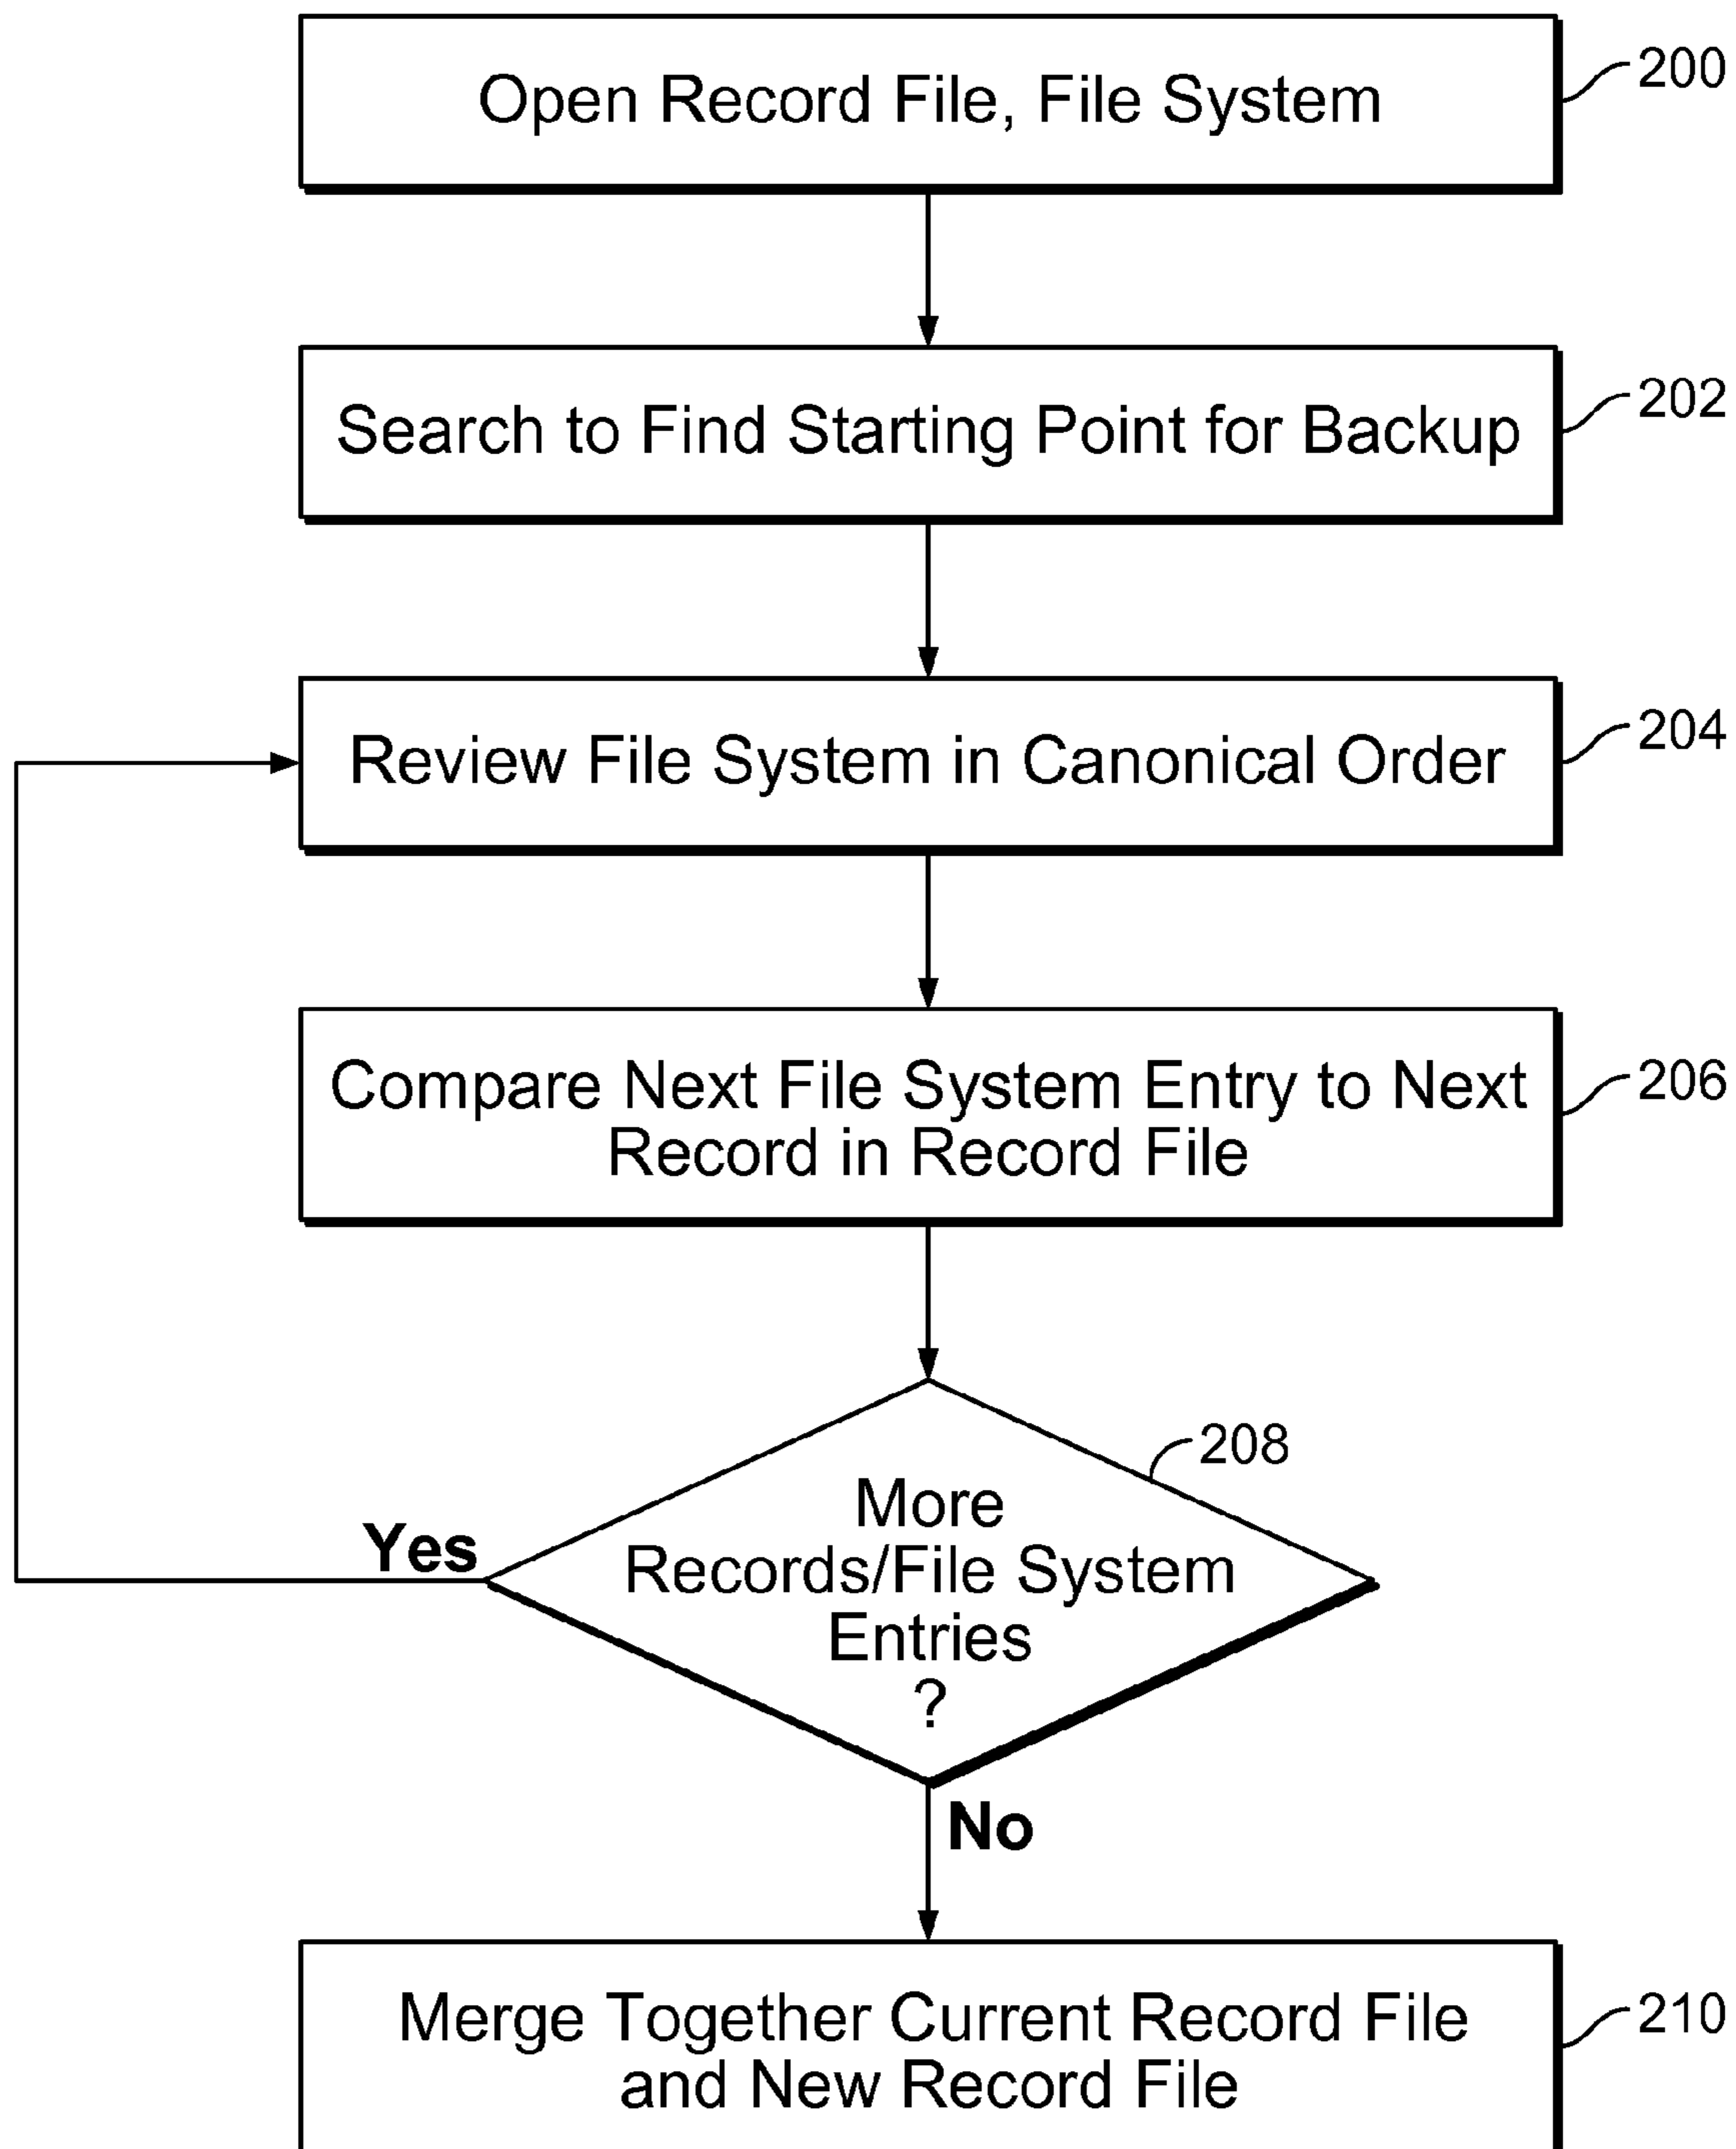 Open Record File, File System
200
Search to Find Starting Point for Backup
202
Review File System in Canonical Order
204
Compare Next File System Entry to Next
Record in Record File
206
208
More
Records/File System
Entries
?
Yes
No
Merge Together Current Record File
and New Record File
210